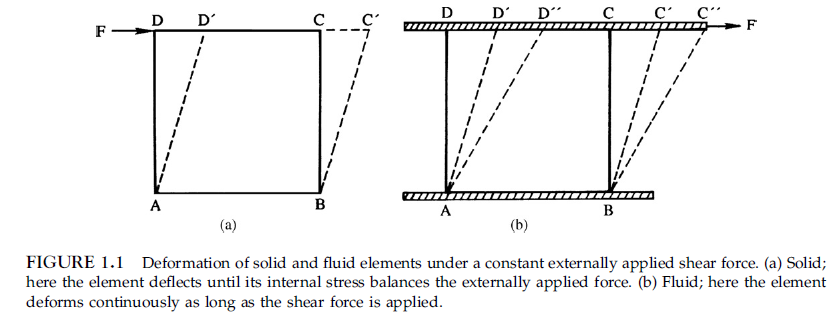 D D′ C C′
F
A B
(a)
D D′ D′′ C C′ C′′
F
A B
(b)
FIGURE 1.1 Deformation of solid and fluid elements under a constant externally applied shear force. (a) Solid;
here the element deflects until its internal stress balances the externally applied force. (b) Fluid; here the element
deforms continuously as long as the shear force is applied.